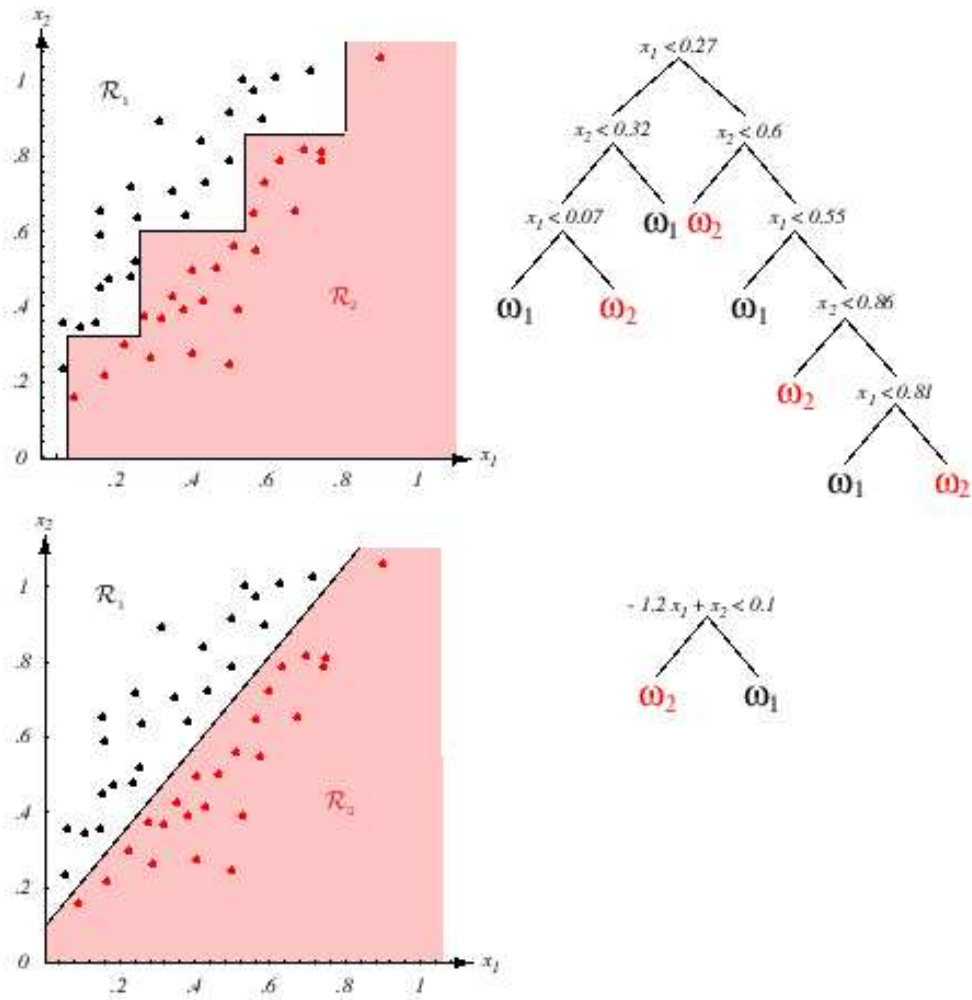 x₂
1
.8
.6
.4
.2
0
.2
.4
.6
.8
1
x₁
R₁
R₂
x₁ < 0.27
x₂ < 0.32
x₂ < 0.6
x₁ < 0.07
ω₁
ω₂
x₁ < 0.55
ω₁
ω₂
ω₁
x₂ < 0.86
ω₂
x₁ < 0.81
ω₁
ω₂
x₂
1
.8
.6
.4
.2
0
.2
.4
.6
.8
1
x₁
R₁
R₂
- 1.2 x₁ + x₂ < 0.1
ω₂
ω₁